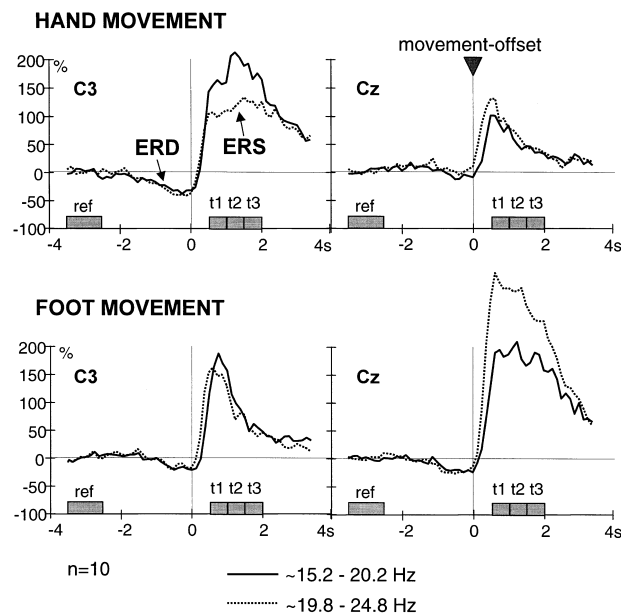 HAND MOVEMENT
movement-offset
200 % C3 Cz
150
100
50 ERD ERS
0
-50 ref t1 t2 t3 ref t1 t2 t3
-100
-4 -2 0 2 4s -2 0 2 4s
FOOT MOVEMENT
200 % C3 Cz
150
100
50
0
-50 ref t1 t2 t3 ref t1 t2 t3
-100
-4 -2 0 2 4s -2 0 2 4s
n=10
~15.2 - 20.2 Hz
~19.8 - 24.8 Hz